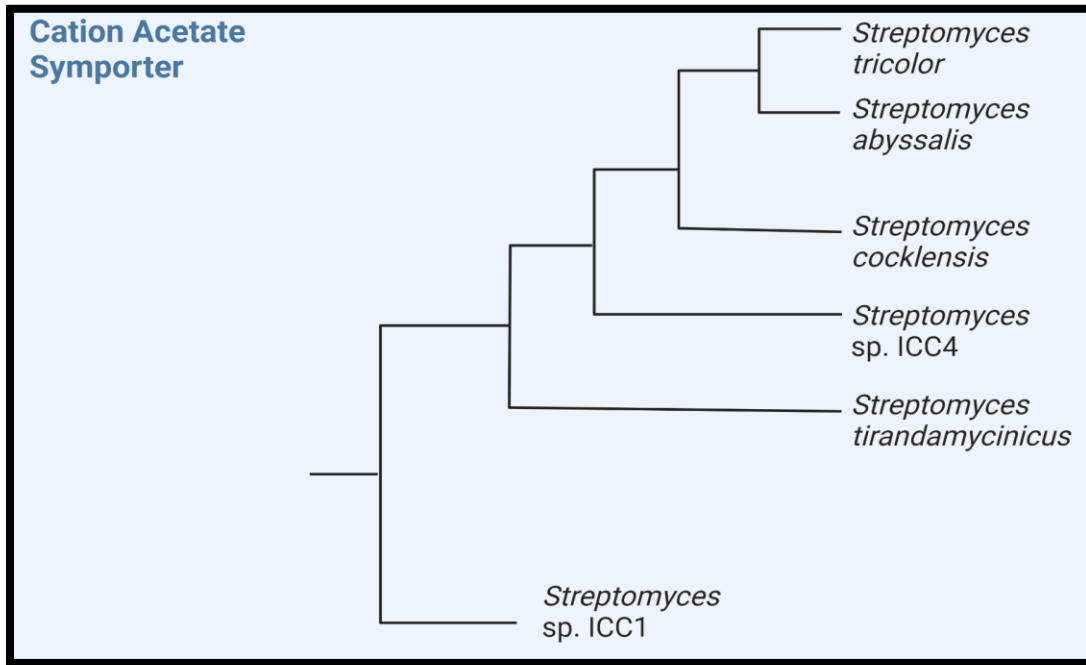 Cation Acetate
Symporter
Streptomyces
tricolor
Streptomyces
abyssalis
Streptomyces
cocklensis
Streptomyces
sp. ICC4
Streptomyces
tirandamycinicus
Streptomyces
sp. ICC1